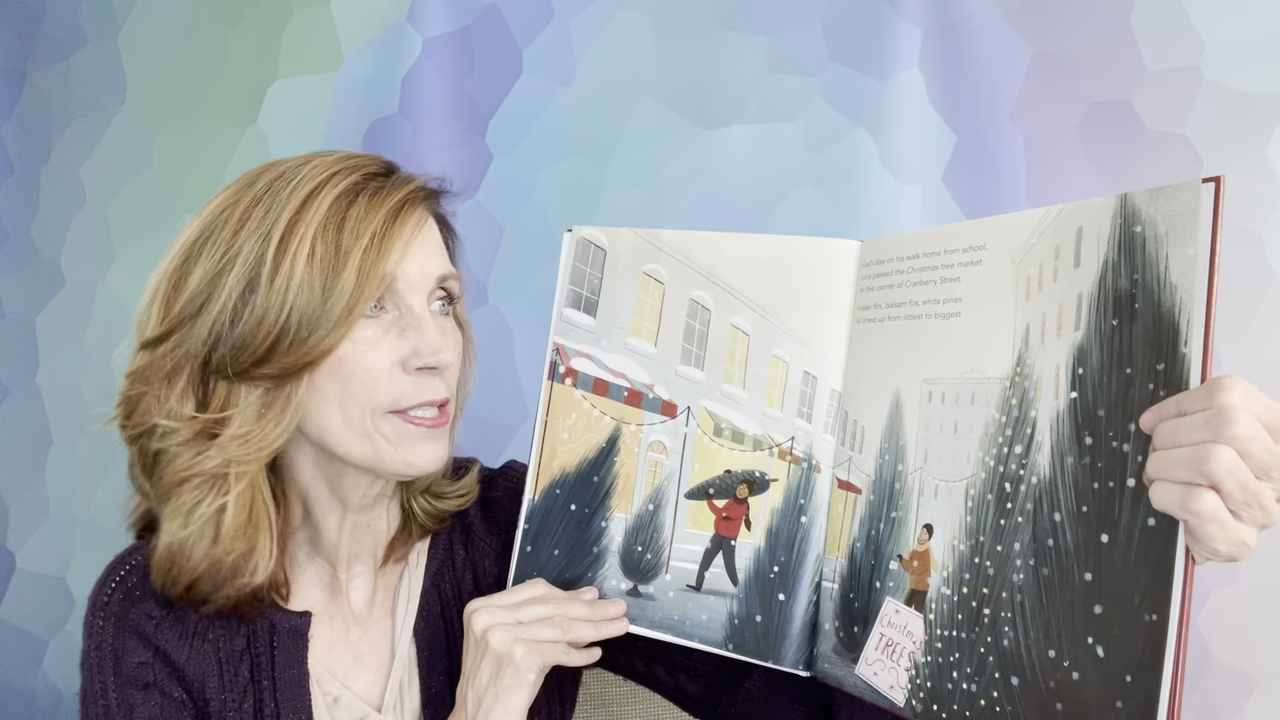 Each day on his walk home from school,
passed the Christmas tree market
on the corner of Cranberry Street.
Fraser firs, balsam firs, white pines.
All lined up from littlest to biggest.
Christmas
TREES